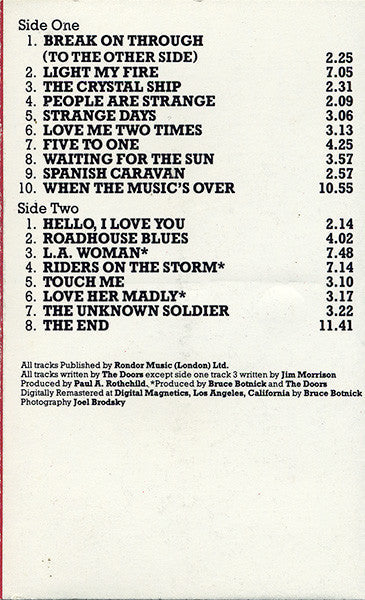 Side One
1. BREAK ON THROUGH
(TO THE OTHER SIDE) 2.25
2. LIGHT MY FIRE 7.05
3. THE CRYSTAL SHIP 2.31
4. PEOPLE ARE STRANGE 2.09
5. STRANGE DAYS 3.06
6. LOVE ME TWO TIMES 3.13
7. FIVE TO ONE 4.25
8. WAITING FOR THE SUN 3.57
9. SPANISH CARAVAN 2.57
10. WHEN THE MUSIC'S OVER 10.55
Side Two
1. HELLO, I LOVE YOU 2.14
2. ROADHOUSE BLUES 4.02
3. L.A. WOMAN* 7.48
4. RIDERS ON THE STORM* 7.14
5. TOUCH ME 3.10
6. LOVE HER MADLY* 3.17
7. THE UNKNOWN SOLDIER 3.22
8. THE END 11.41
All tracks Published by Rondor Music (London) Ltd.
All tracks written by The Doors except side one track 3 written by Jim Morrison
Produced by Paul A. Rothchild. *Produced by Bruce Botnick and The Doors
Digitally Remastered at Digital Magnetics, Los Angeles, California by Bruce Botnick
Photography Joel Brodsky